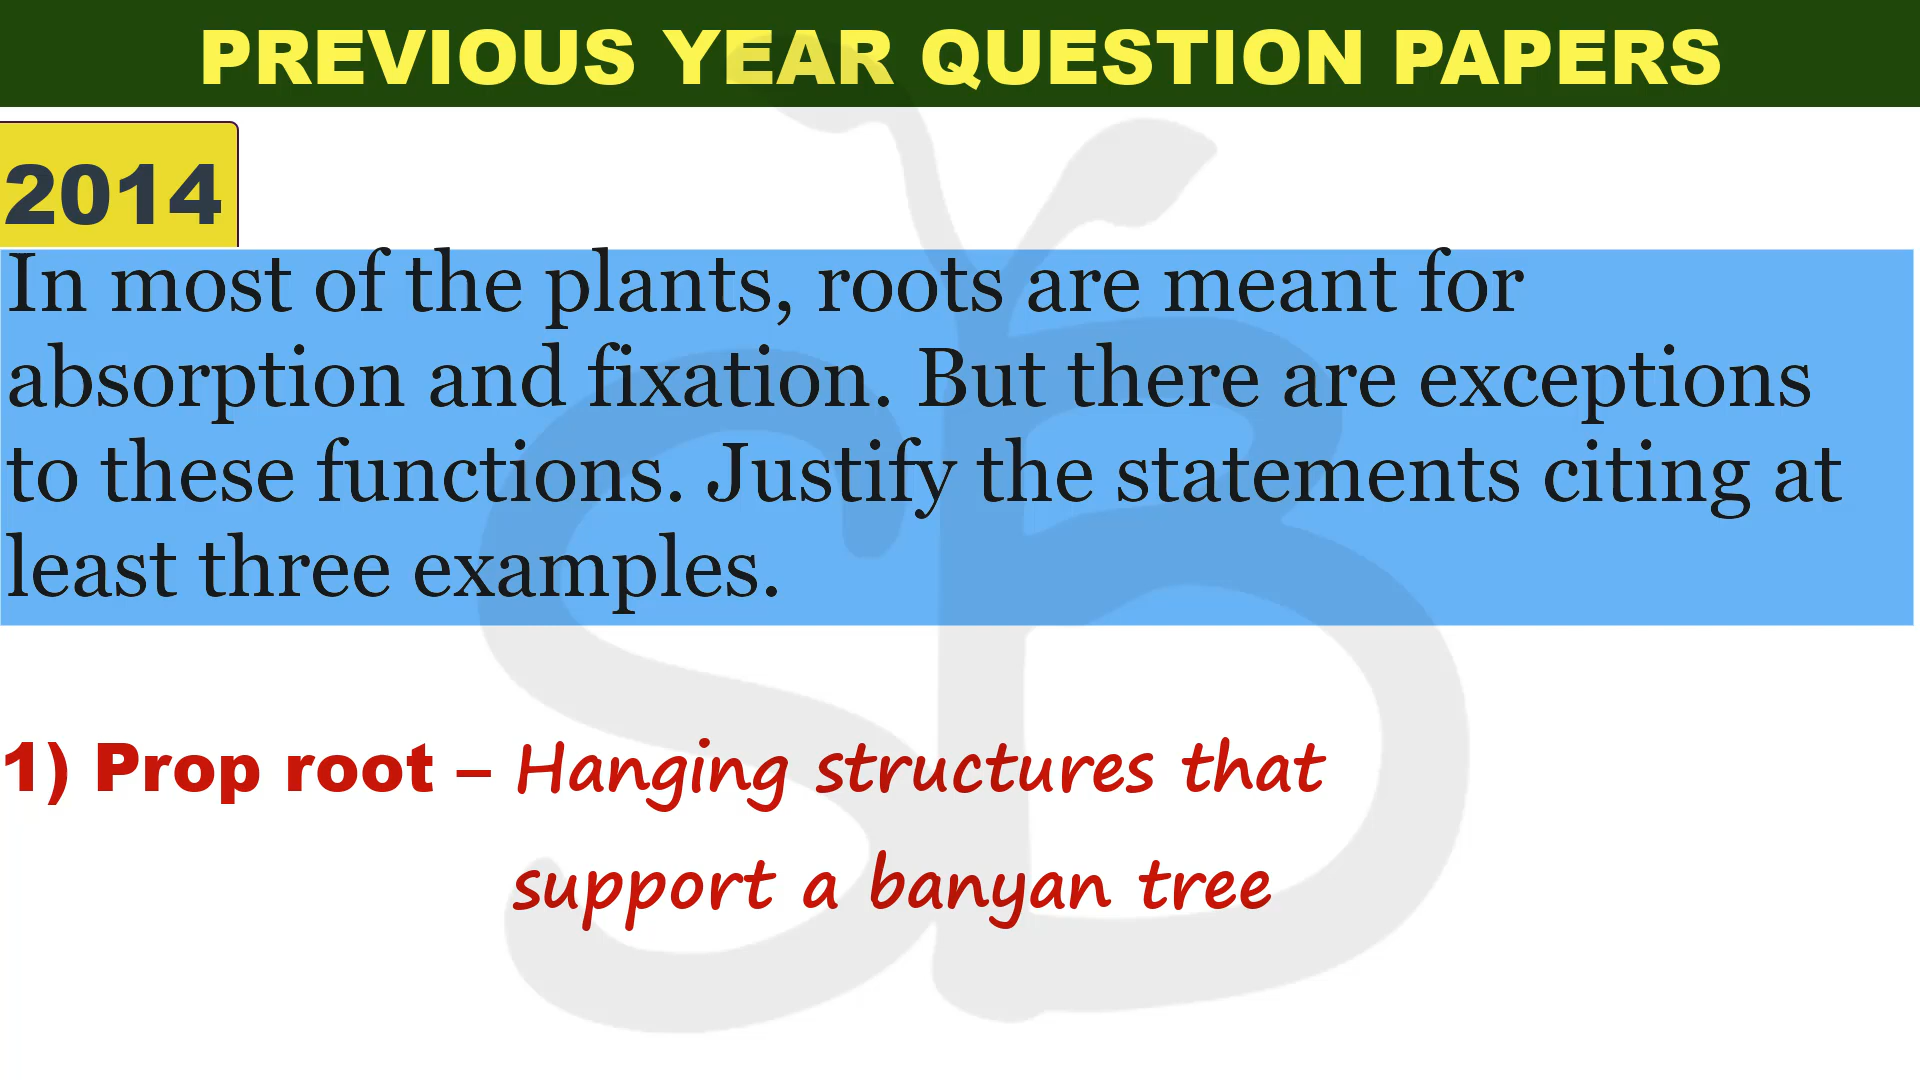 PREVIOUS YEAR QUESTION PAPERS
2014
In most of the plants, roots are meant for
absorption and fixation. But there are exceptions
to these functions. Justify the statements citing at
least three examples.
1) Prop root – Hanging structures that
support a banyan tree